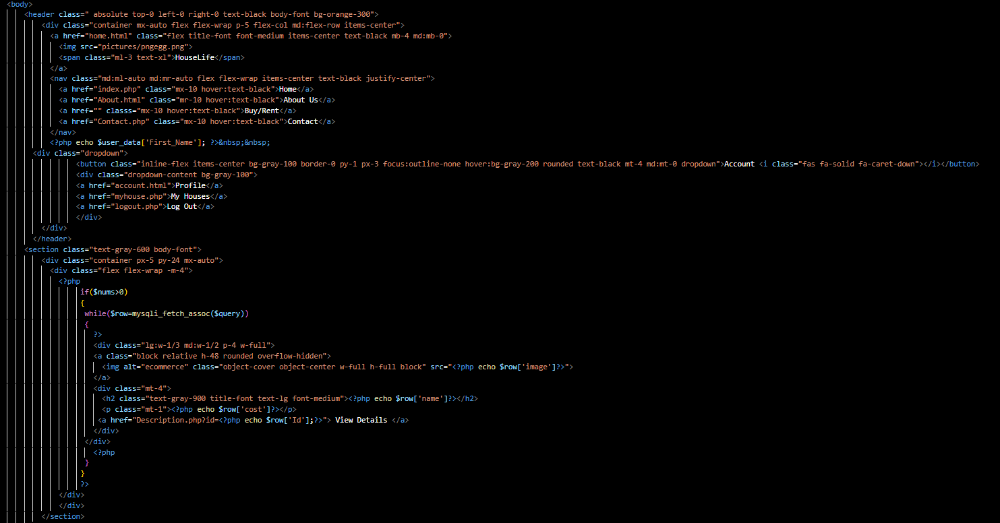 <body>
<header class=" absolute top-0 left-0 right-0 text-black body-font bg-orange-300">
<div class="container mx-auto flex flex-wrap p-5 flex-col md:flex-row items-center">
<a href="home.html" class="flex title-font font-medium items-center text-black mb-4 md:mb-0">
<img src="pictures/pngegg.png">
<span class="ml-3 text-xl">HouseLife</span>
</a>
<nav class="md:ml-auto md:mr-auto flex flex-wrap items-center text-black justify-center">
<a href="index.php" class="mx-10 hover:text-black">Home</a>
<a href="About.html" class="mr-10 hover:text-black">About Us</a>
<a href="" classs="mx-10 hover:text-black">Buy/Rent</a>
<a href="Contact.php" class="mx-10 hover:text-black">Contact</a>
</nav>
<?php echo $user_data['First_Name']; ?>&nbsp;&nbsp;
<div class="dropdown">
<button class="inline-flex items-center bg-gray-100 border-0 py-1 px-3 focus:outline-none hover:bg-gray-200 rounded text-black mt-4 md:mt-0 dropdown">Account <i class="fas fa-solid fa-caret-down"></i></button>
<div class="dropdown-content bg-gray-100">
<a href="account.html">Profile</a>
<a href="myhouse.php">My Houses</a>
<a href="logout.php">Log Out</a>
</div>
</div>
</header>
<section class="text-gray-600 body-font">
<div class="container px-5 py-24 mx-auto">
<div class="flex flex-wrap -m-4">
<?php
if($nums>0)
{
while($row=mysqli_fetch_assoc($query))
{
?>
<div class="lg:w-1/3 md:w-1/2 p-4 w-full">
<a class="block relative h-48 rounded overflow-hidden">
<img alt="ecommerce" class="object-cover object-center w-full h-full block" src="<?php echo $row['image']?>">
</a>
<div class="mt-4">
<h2 class="text-gray-900 title-font text-lg font-medium"><?php echo $row['name']?></h2>
<p class="mt-1"><?php echo $row['cost']?></p>
<a href="Description.php?id=<?php echo $row['Id'];?>"> View Details </a>
</div>
</div>
<?php
}
}
?>
</div>
</div>
</section>